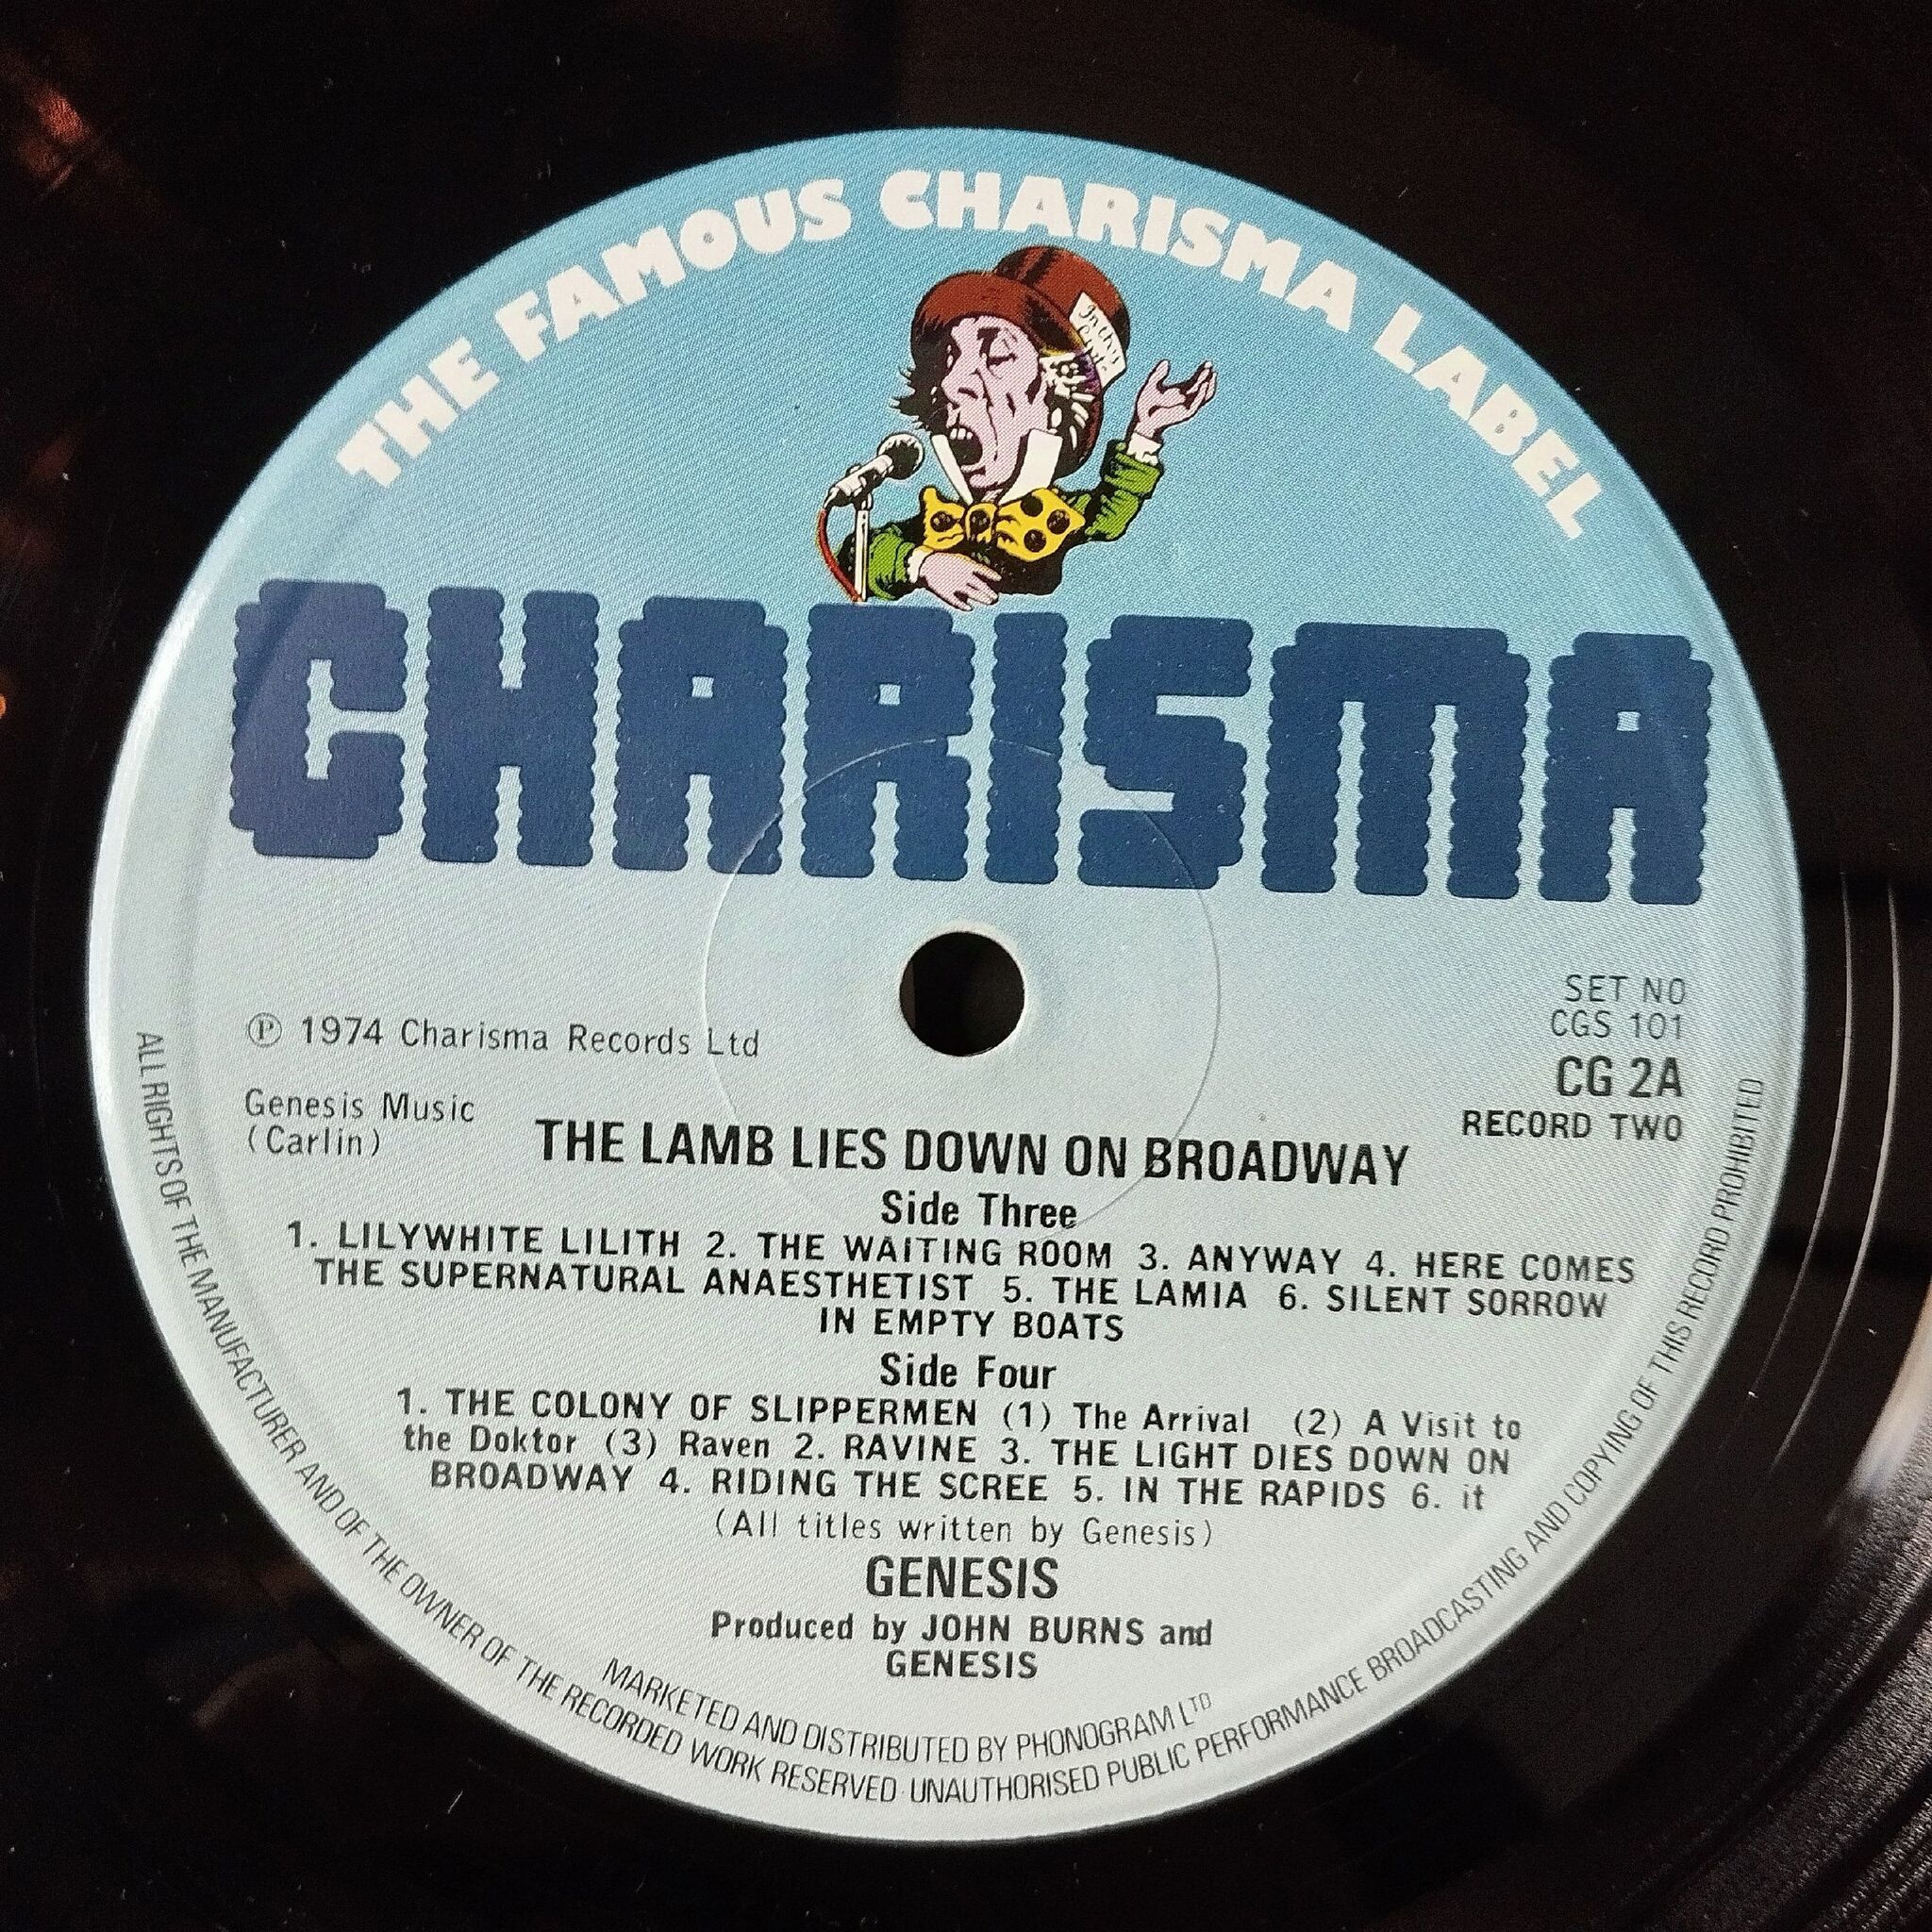 THE FAMOUS CHARISMA LABEL
In this
CHARISMA
SET NO
CGS 101
℗ 1974 Charisma Records Ltd
CG 2A
Genesis Music
(Carlin)
RECORD TWO
THE LAMB LIES DOWN ON BROADWAY
Side Three
1. LILYWHITE LILITH 2. THE WAITING ROOM 3. ANYWAY 4. HERE COMES
THE SUPERNATURAL ANAESTHETIST 5. THE LAMIA 6. SILENT SORROW
IN EMPTY BOATS
Side Four
1. THE COLONY OF SLIPPERMEN (1) The Arrival (2) A Visit to
the Doktor (3) Raven 2. RAVINE 3. THE LIGHT DIES DOWN ON
BROADWAY 4. RIDING THE SCREE 5. IN THE RAPIDS 6. it
(All titles written by Genesis)
GENESIS
Produced by JOHN BURNS and
GENESIS
MARKETED AND DISTRIBUTED BY PHONOGRAM LTD
ALL RIGHTS OF THE MANUFACTURER AND OF THE OWNER OF THE RECORDED WORK RESERVED · UNAUTHORISED PUBLIC PERFORMANCE BROADCASTING AND COPYING OF THIS RECORD PROHIBITED